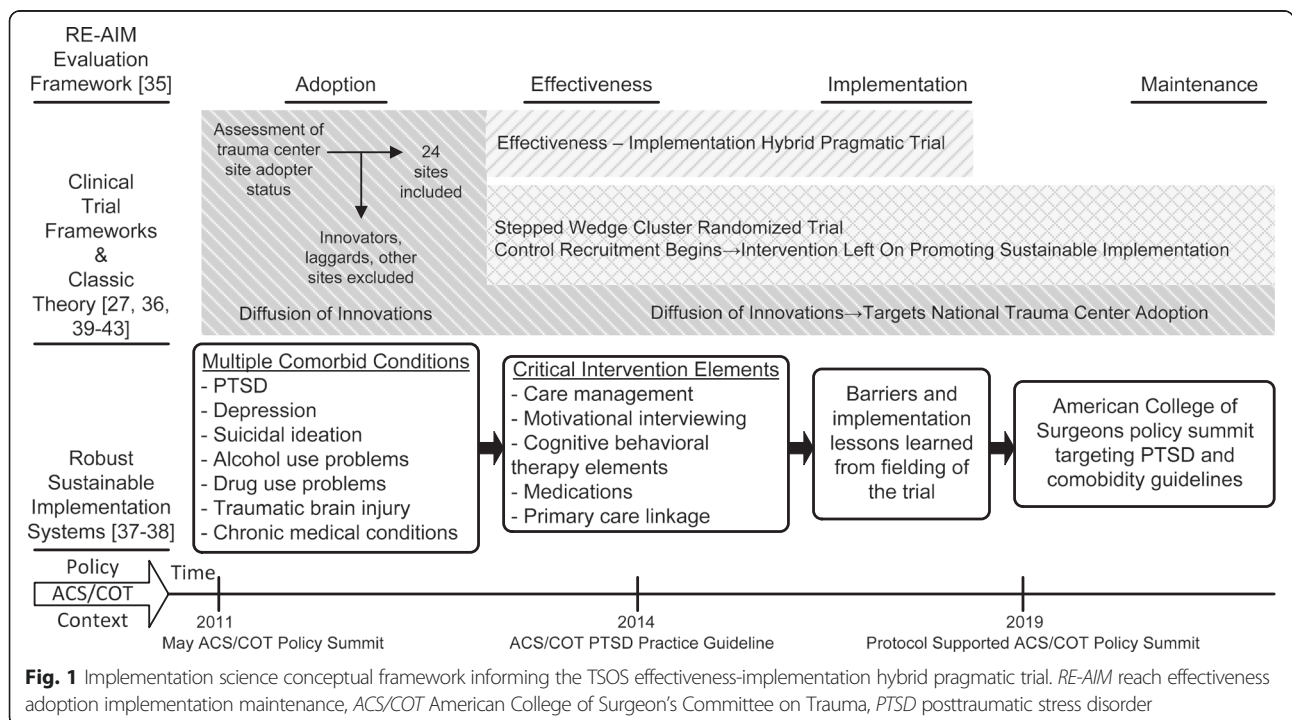 RE-AIM
Evaluation
Framework [35]
Adoption
Effectiveness
Implementation
Maintenance
Clinical
Trial
Frameworks
&
Classic
Theory [27, 36,
39-43]
Assessment of
trauma center
site adopter
status
24
sites
included
Innovators,
laggards, other
sites excluded
Diffusion of Innovations
Effectiveness – Implementation Hybrid Pragmatic Trial
Stepped Wedge Cluster Randomized Trial
Control Recruitment Begins→Intervention Left On Promoting Sustainable Implementation
Diffusion of Innovations→Targets National Trauma Center Adoption
Robust
Sustainable
Implementation
Systems [37-38]
Multiple Comorbid Conditions
- PTSD
- Depression
- Suicidal ideation
- Alcohol use problems
- Drug use problems
- Traumatic brain injury
- Chronic medical conditions
Critical Intervention Elements
- Care management
- Motivational interviewing
- Cognitive behavioral
therapy elements
- Medications
- Primary care linkage
Barriers and
implementation
lessons learned
from fielding of
the trial
American College of
Surgeons policy summit
targeting PTSD and
comobidity guidelines
Policy
ACS/COT
Context
Time
2011
May ACS/COT Policy Summit
2014
ACS/COT PTSD Practice Guideline
2019
Protocol Supported ACS/COT Policy Summit
Fig. 1 Implementation science conceptual framework informing the TSOS effectiveness-implementation hybrid pragmatic trial. RE-AIM reach effectiveness
adoption implementation maintenance, ACS/COT American College of Surgeon's Committee on Trauma, PTSD posttraumatic stress disorder